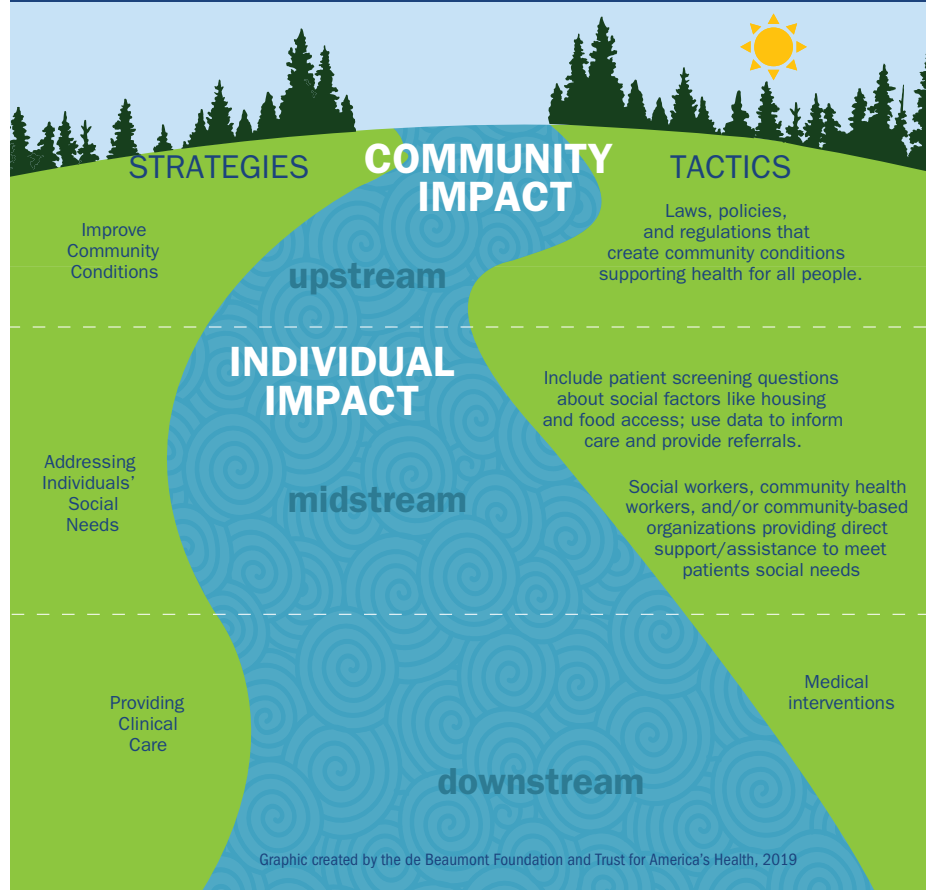 STRATEGIES
COMMUNITY
IMPACT
TACTICS
Improve
Community
Conditions
upstream
Laws, policies,
and regulations that
create community conditions
supporting health for all people.
INDIVIDUAL
IMPACT
Addressing
Individuals’
Social
Needs
midstream
Include patient screening questions
about social factors like housing
and food access; use data to inform
care and provide referrals.
Social workers, community health
workers, and/or community-based
organizations providing direct
support/assistance to meet
patients social needs
Providing
Clinical
Care
downstream
Medical
interventions
Graphic created by the de Beaumont Foundation and Trust for America’s Health, 2019